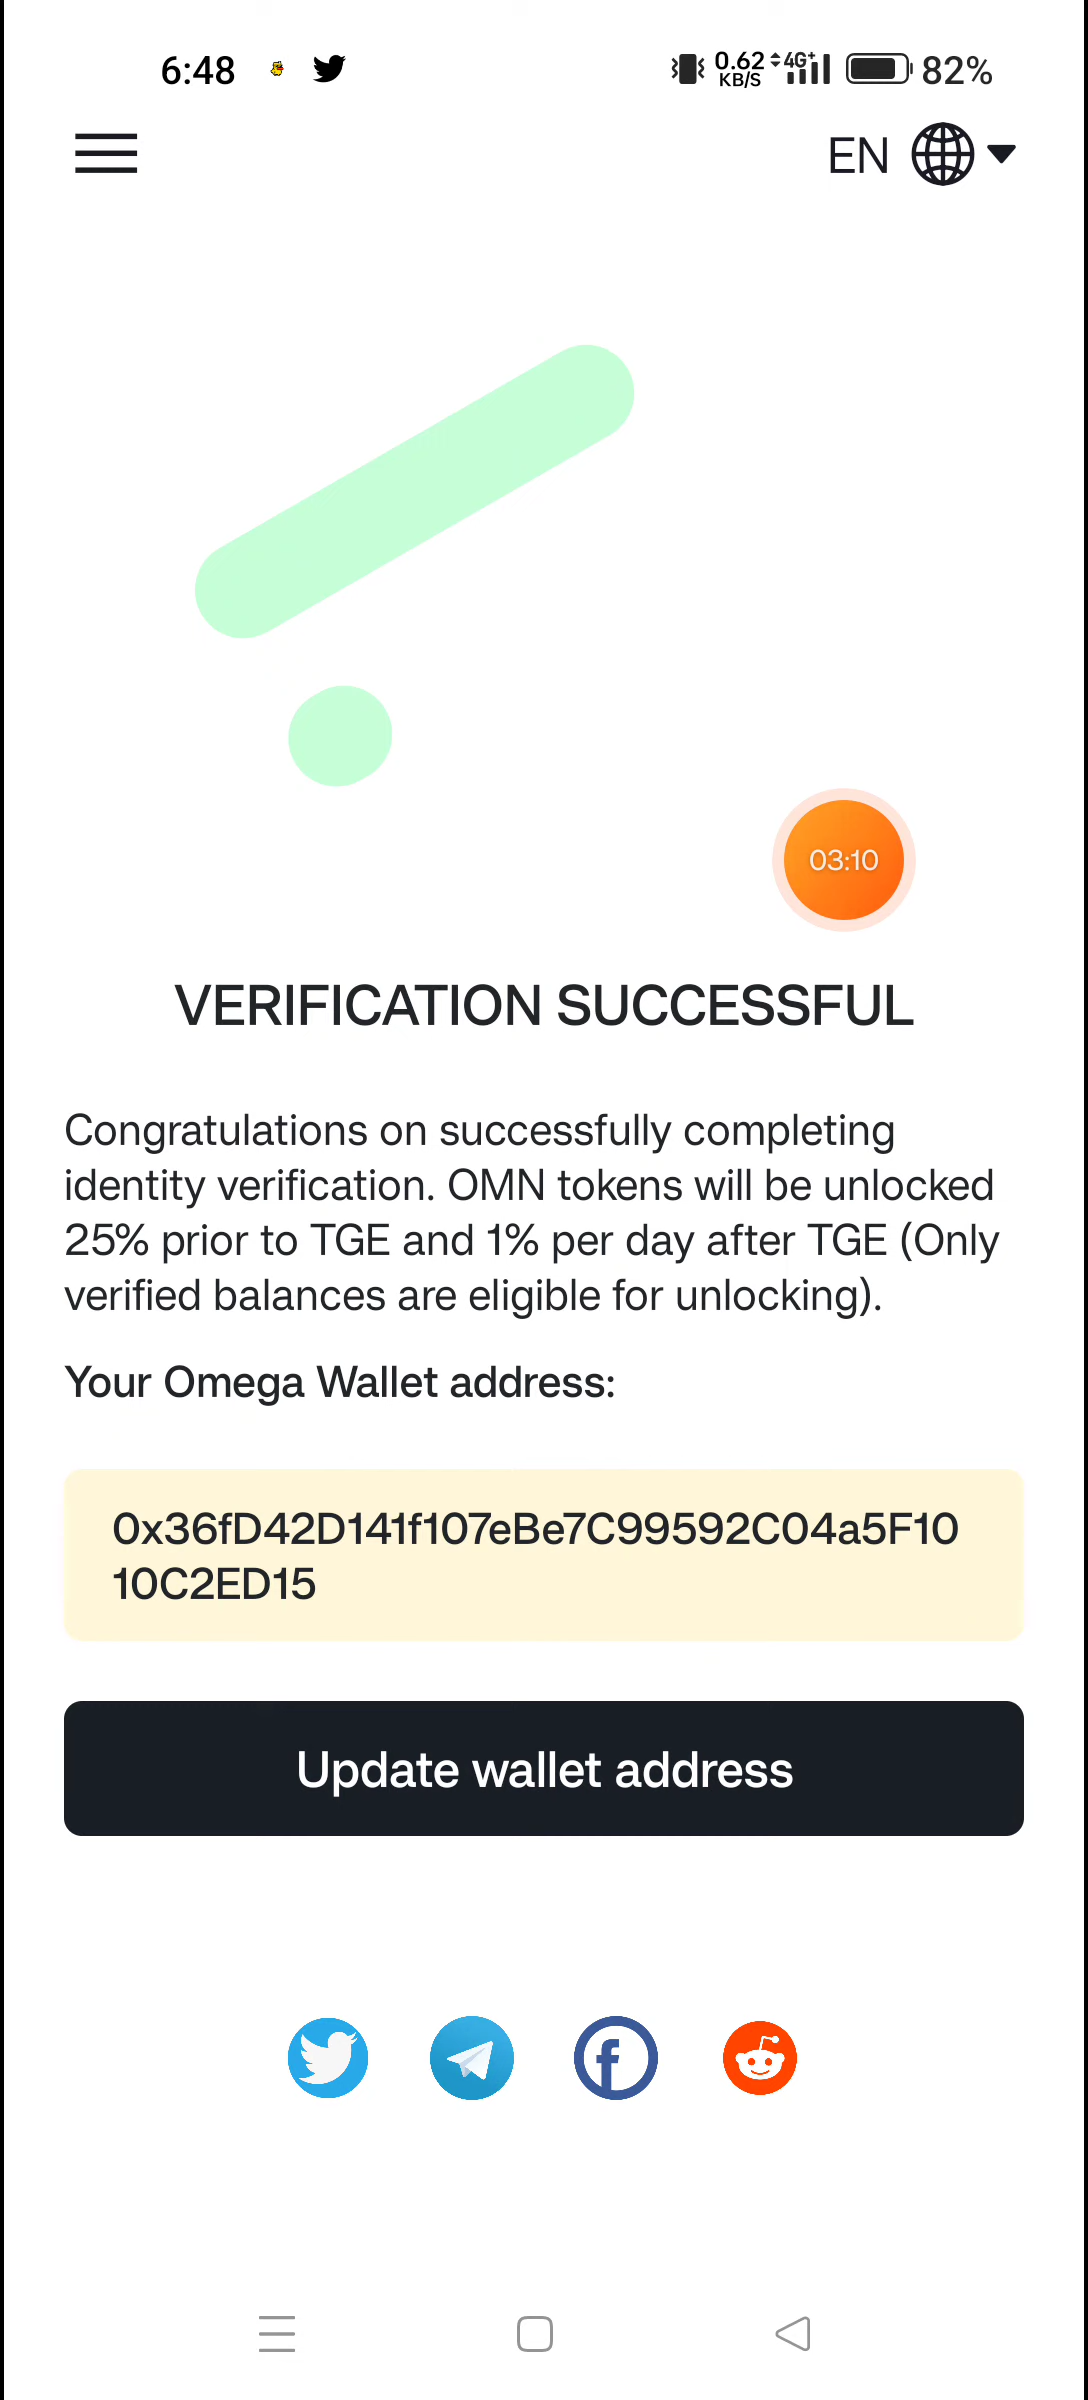 6:48
0.62 KB/S 4G+ 82%
EN
03:10
VERIFICATION SUCCESSFUL
Congratulations on successfully completing
identity verification. OMN tokens will be unlocked
25% prior to TGE and 1% per day after TGE (Only
verified balances are eligible for unlocking).
Your Omega Wallet address:
0x36fD42D141f107eBe7C99592C04a5F10
10C2ED15
Update wallet address